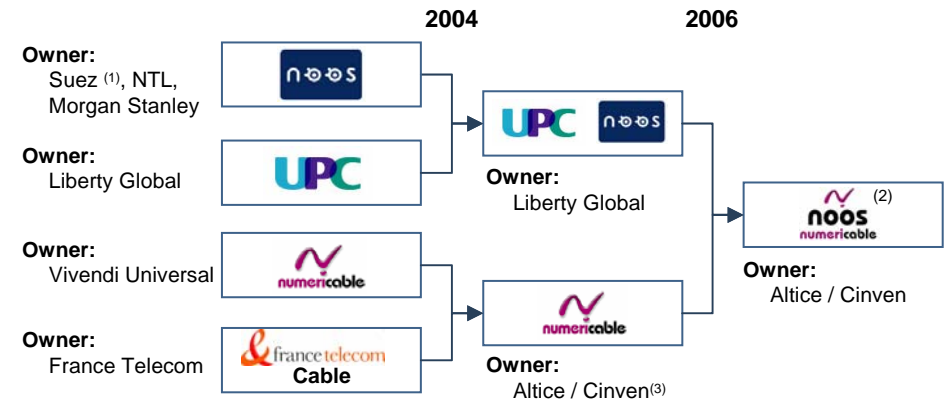 2004
2006
Owner:
Suez (1), NTL,
Morgan Stanley
noos
Owner:
Liberty Global
UPC
UPC noos
Owner:
Liberty Global
Owner:
Vivendi Universal
numericable
Owner:
France Telecom
& france telecom
Cable
numericable
Owner:
Altice / Cinven(3)
noos (2)
numericable
Owner:
Altice / Cinven